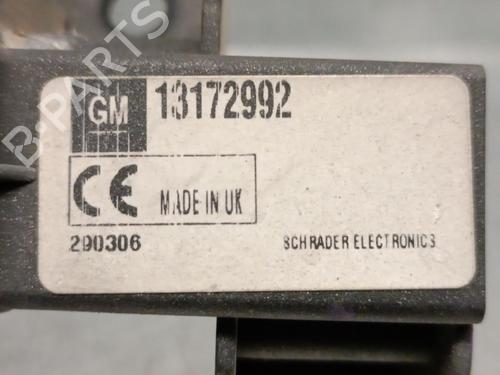 GM 13172992
CE MADE IN UK
290306 SCHRADER ELECTRONICS
B-PARTS